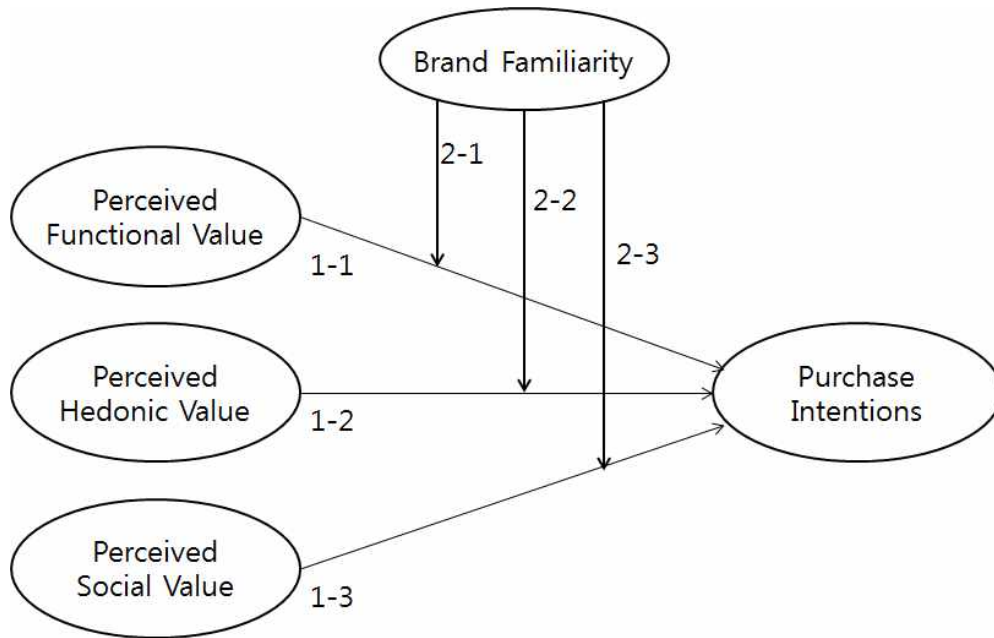 Brand Familiarity
2-1
2-2
2-3
Perceived
Functional Value
1-1
Perceived
Hedonic Value
1-2
Perceived
Social Value
1-3
Purchase
Intentions